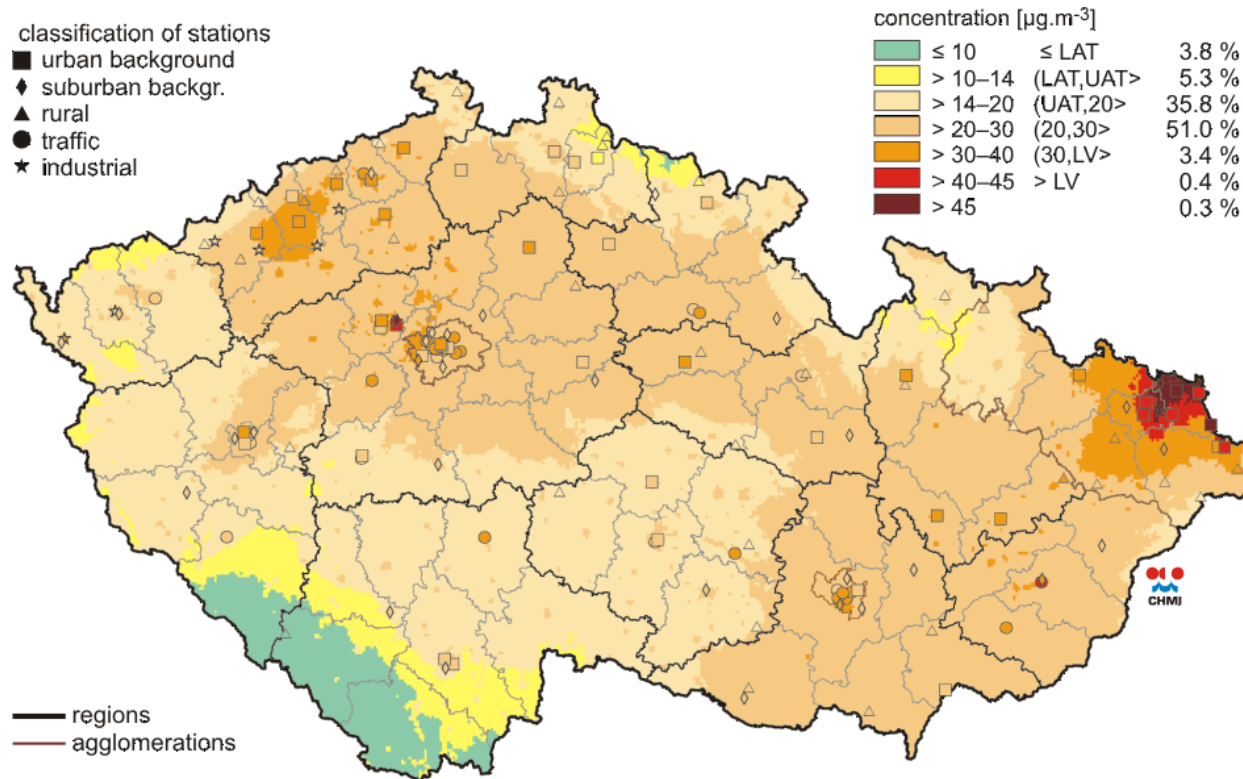 classification of stations
urban background
suburban backgr.
rural
traffic
industrial
concentration [µg.m-3]
≤ 10 ≤ LAT 3.8 %
> 10–14 (LAT,UAT> 5.3 %
> 14–20 (UAT,20> 35.8 %
> 20–30 (20,30> 51.0 %
> 30–40 (30,LV> 3.4 %
> 40–45 > LV 0.4 %
> 45 0.3 %
CHMI
regions
agglomerations